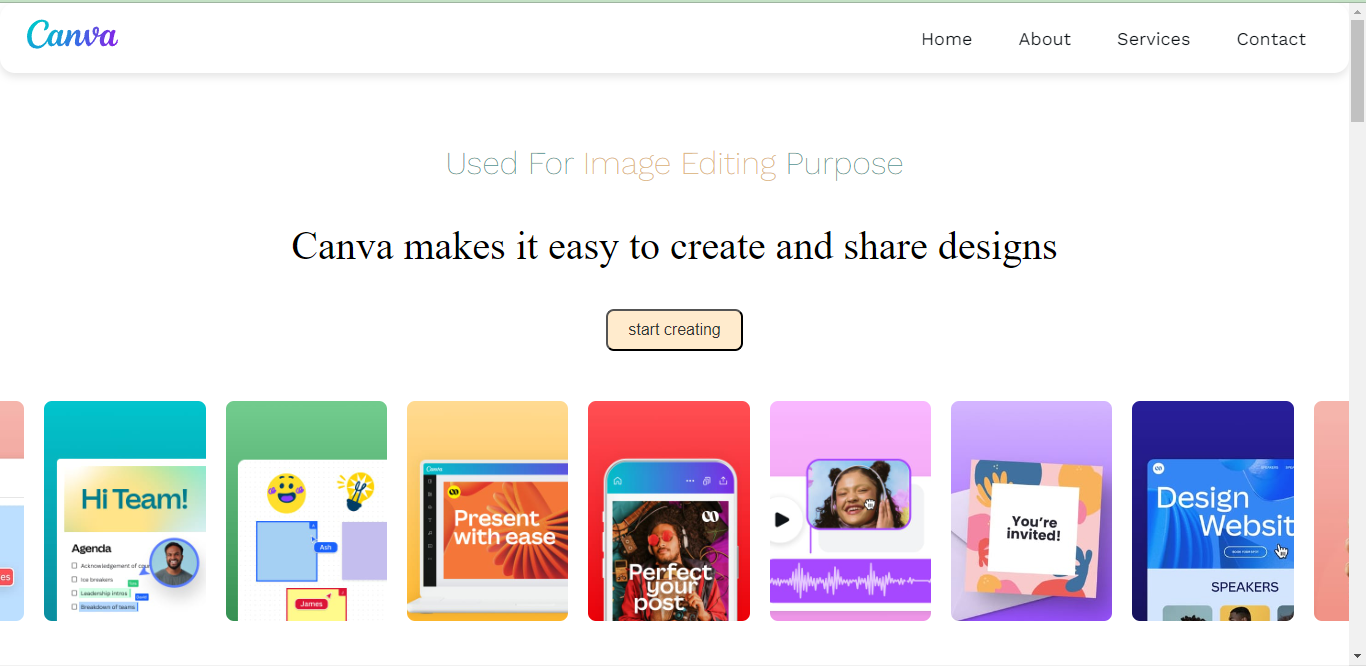 Canva
Home About Services Contact
Used For Image Editing Purpose
Canva makes it easy to create and share designs
start creating
es
Hi Team!
Agenda
Acknowledgement of cou
Ice breakers
Leadership intros
Breakdown of teams
Ash
James
Canva
Present
with ease
Perfect
your
post
You're
invited!
SPEAKERS
Design
Websit
SPEAKERS